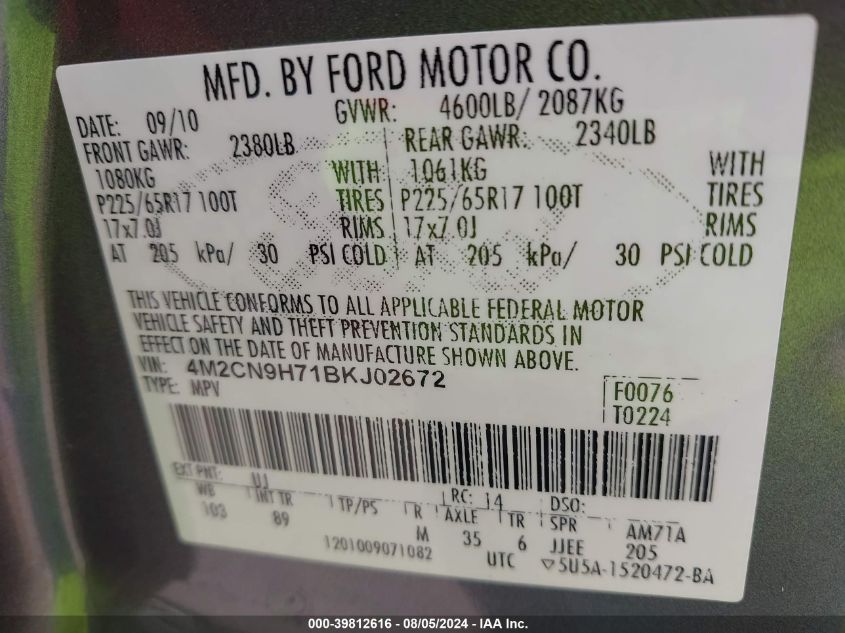 MFD. BY FORD MOTOR CO.
DATE: 09/10 GVWR: 4600LB/ 2087KG
FRONT GAWR: 2380LB REAR GAWR: 2340LB
1080KG WITH 1061KG WITH
P225/65R17 100T TIRES P225/65R17 100T TIRES
17x7.0J RIMS 17x7.0J RIMS
AT 205 kPa/ 30 PSI COLD AT 205 kPa/ 30 PSI COLD
THIS VEHICLE CONFORMS TO ALL APPLICABLE FEDERAL MOTOR
VEHICLE SAFETY AND THEFT PREVENTION STANDARDS IN
EFFECT ON THE DATE OF MANUFACTURE SHOWN ABOVE.
VIN: 4M2CN9H71BKJ02672
TYPE: MPV
F0076
T0224
EXT PNT: UJ RC: 14 DSO:
WB INT TR TP/PS R AXLE TR SPR AM71A
103 89 M 35 6 JJEE 205
1201009071082 UTC ▽5U5A-1520472-BA
000-39812616 - 08/05/2024 - IAA Inc.